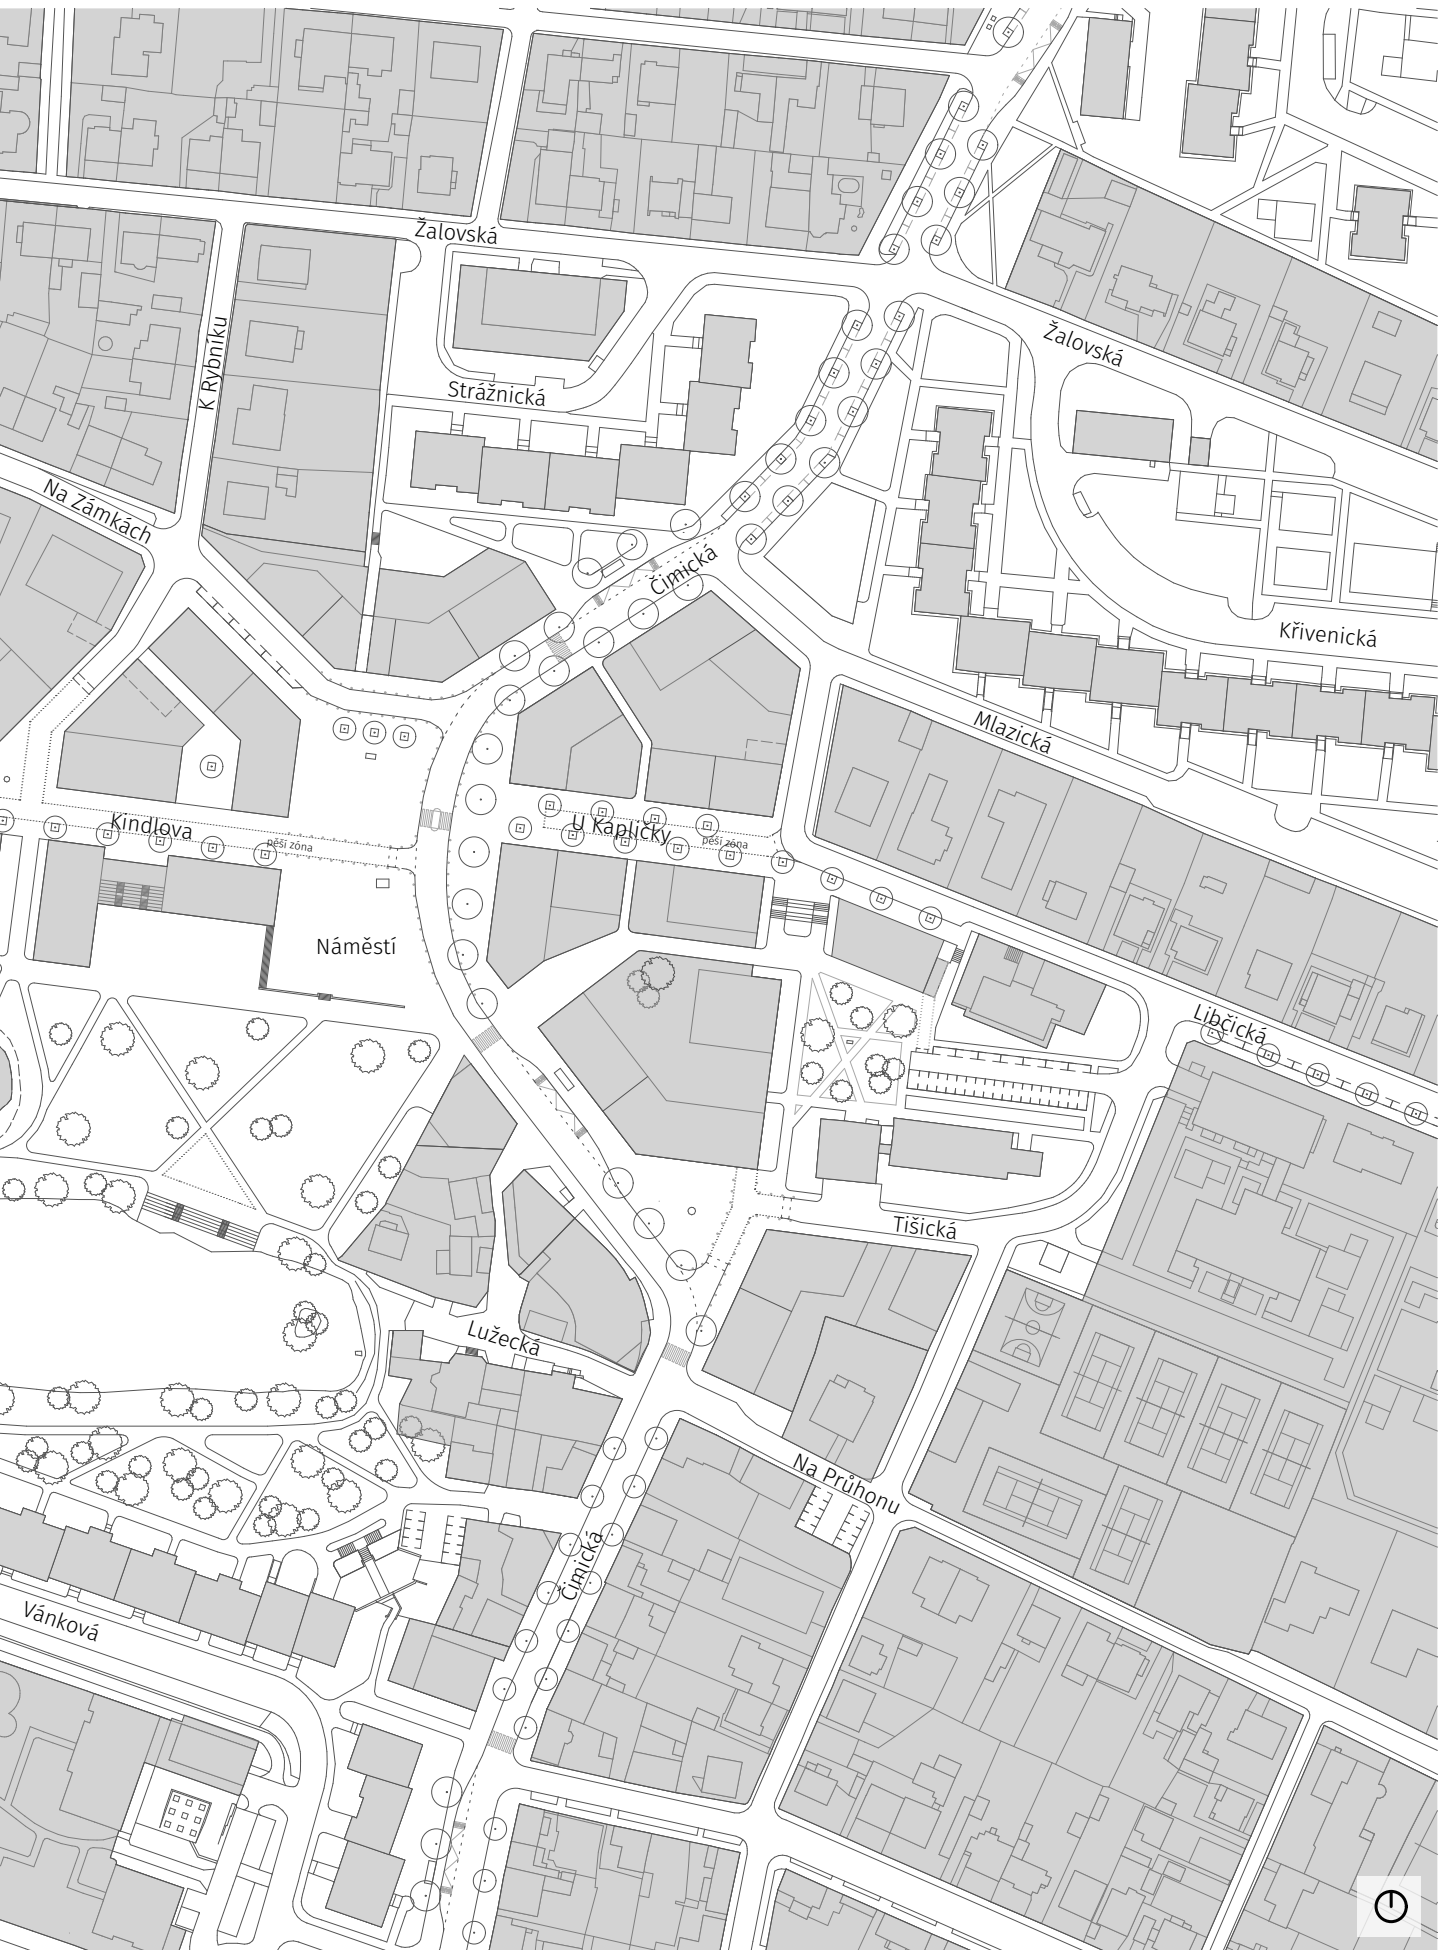 Žalovská
K Rybníku
Žalovská
Strážnická
Na Zámkách
Čimická
Křivenická
Mlazická
Kindlova
pěší zóna
U Kapličky
pěší zóna
Náměstí
Libčická
Tišická
Lužecká
Na Průhonu
Čimická
Vánková